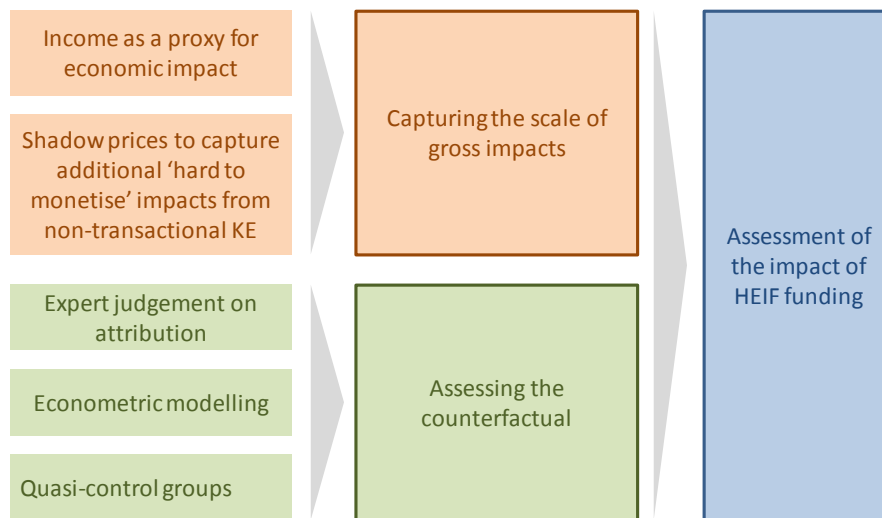 Income as a proxy for
economic impact
Shadow prices to capture
additional ‘hard to
monetise’ impacts from
non-transactional KE
Capturing the scale of
gross impacts
Expert judgement on
attribution
Econometric modelling
Quasi-control groups
Assessing the
counterfactual
Assessment of
the impact of
HEIF funding